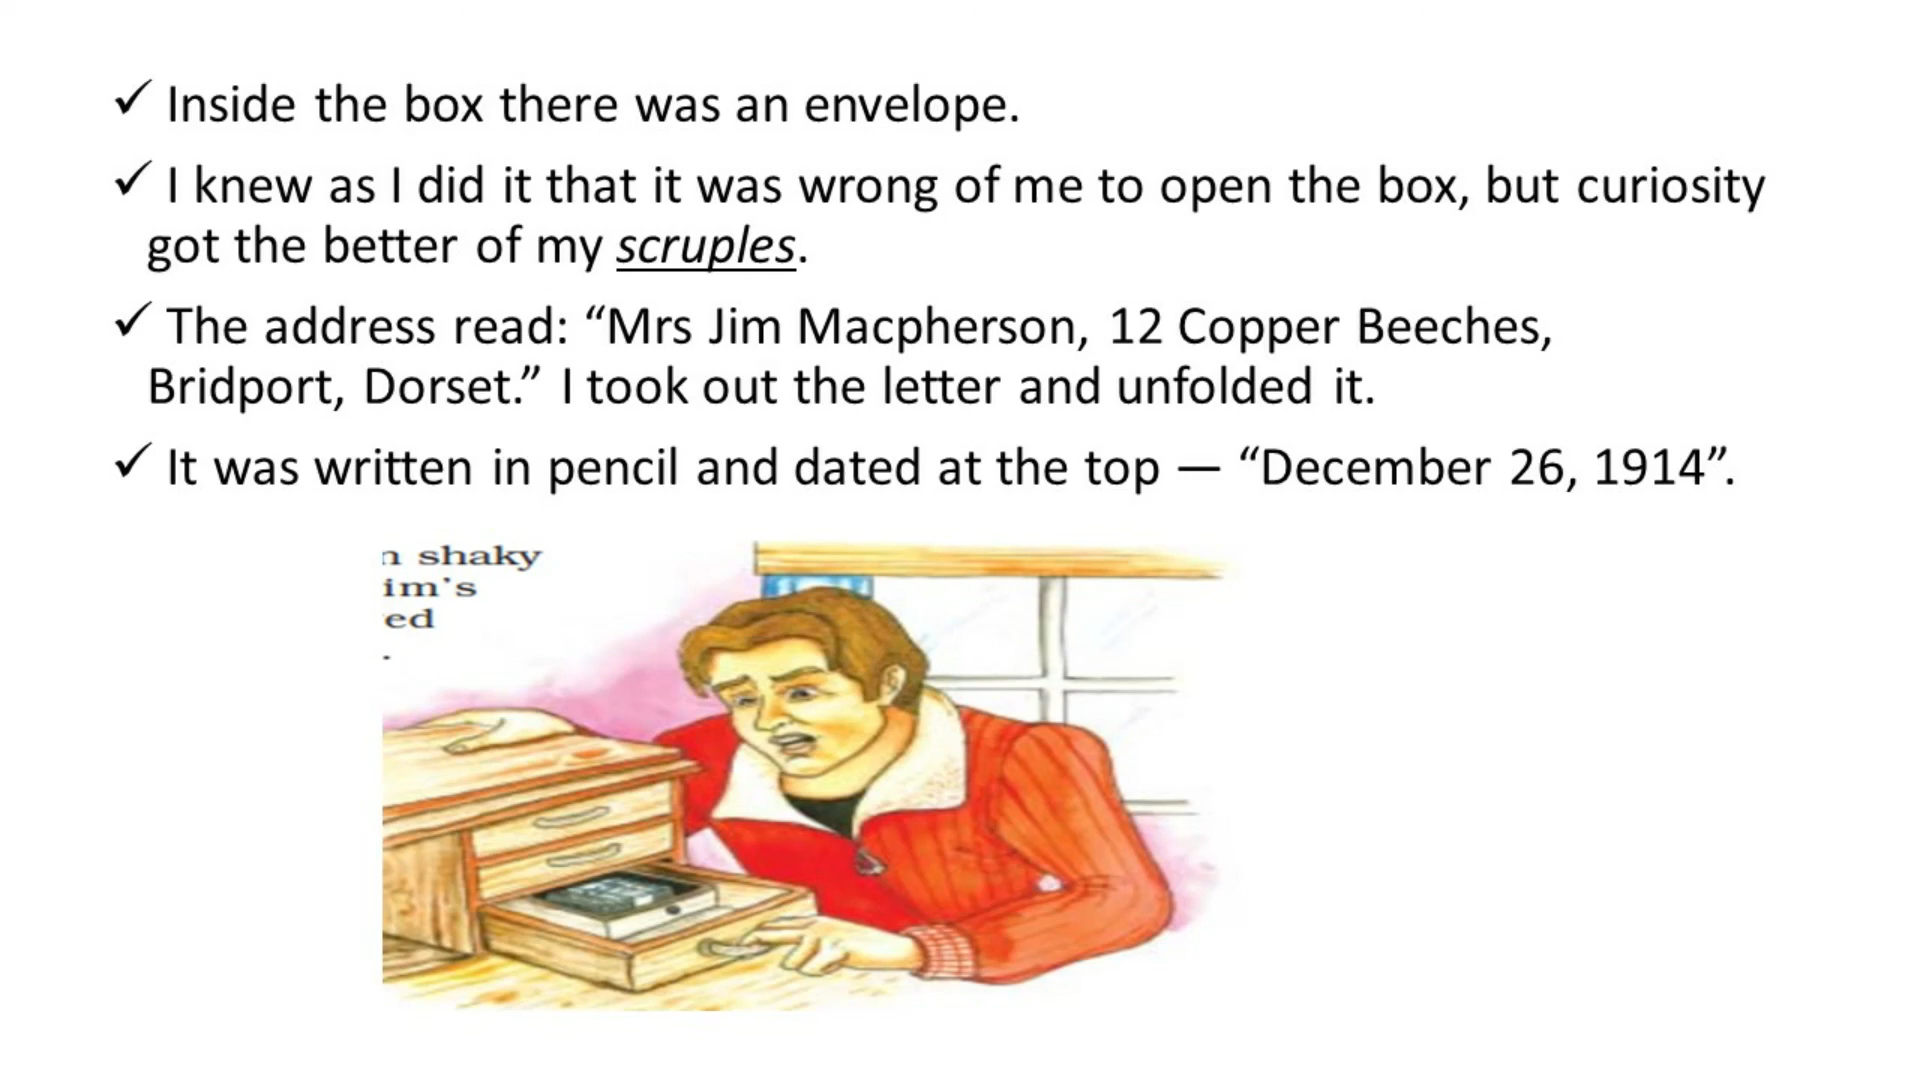 ✓ Inside the box there was an envelope.
✓ I knew as I did it that it was wrong of me to open the box, but curiosity
got the better of my scruples.
✓ The address read: “Mrs Jim Macpherson, 12 Copper Beeches,
Bridport, Dorset.” I took out the letter and unfolded it.
✓ It was written in pencil and dated at the top — “December 26, 1914”.
n shaky
im's
ed
.